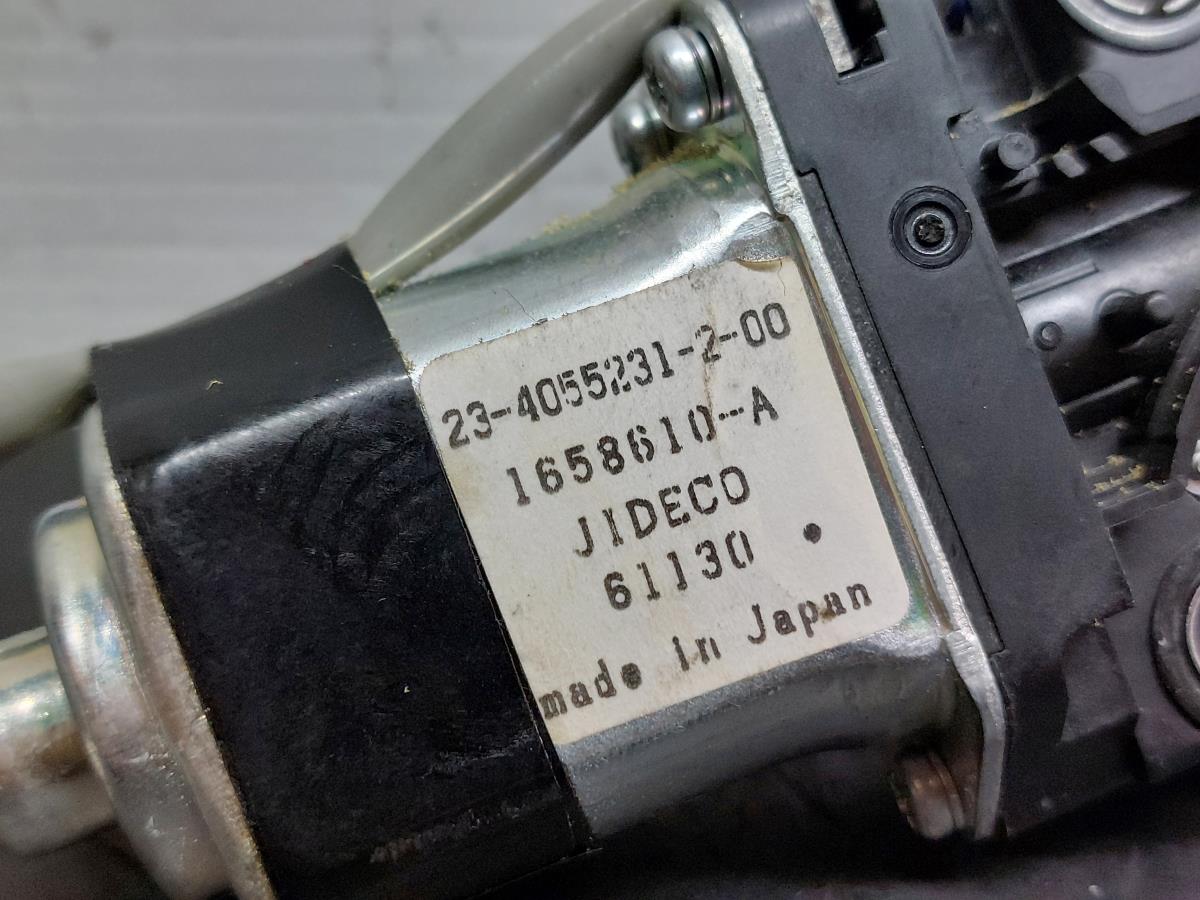 23-4055231-2-00
1658610-A
JIDECO
61130 •
made in Japan